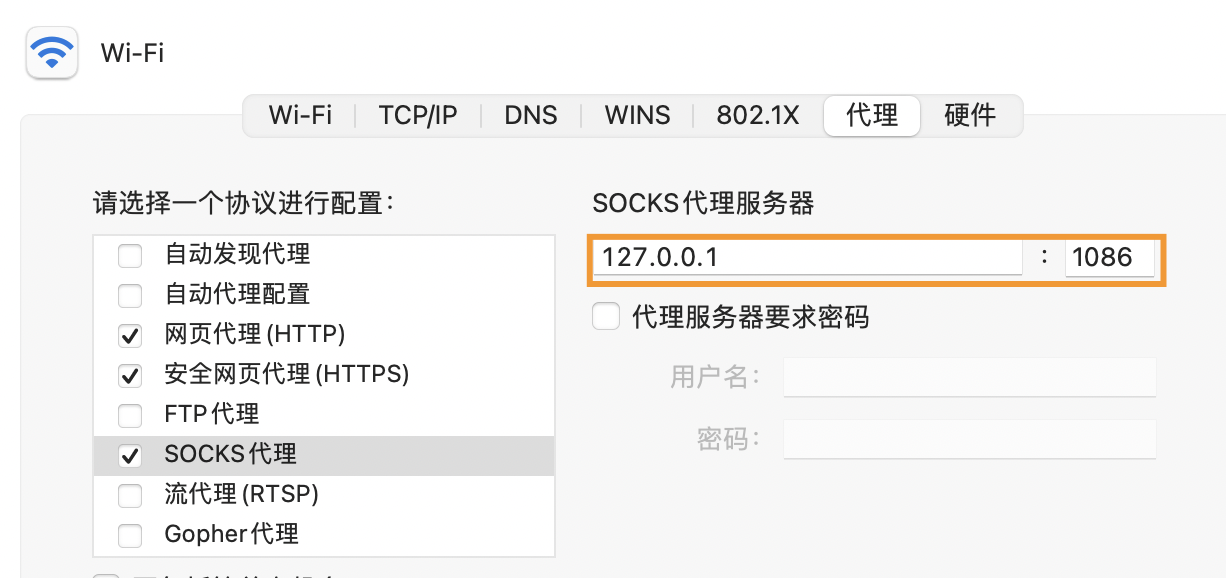 Wi-Fi
Wi-Fi TCP/IP DNS WINS 802.1X 代理 硬件
请选择一个协议进行配置：
自动发现代理
自动代理配置
网页代理(HTTP)
安全网页代理(HTTPS)
FTP代理
SOCKS代理
流代理(RTSP)
Gopher代理
SOCKS代理服务器
127.0.0.1 : 1086
代理服务器要求密码
用户名：
密码：